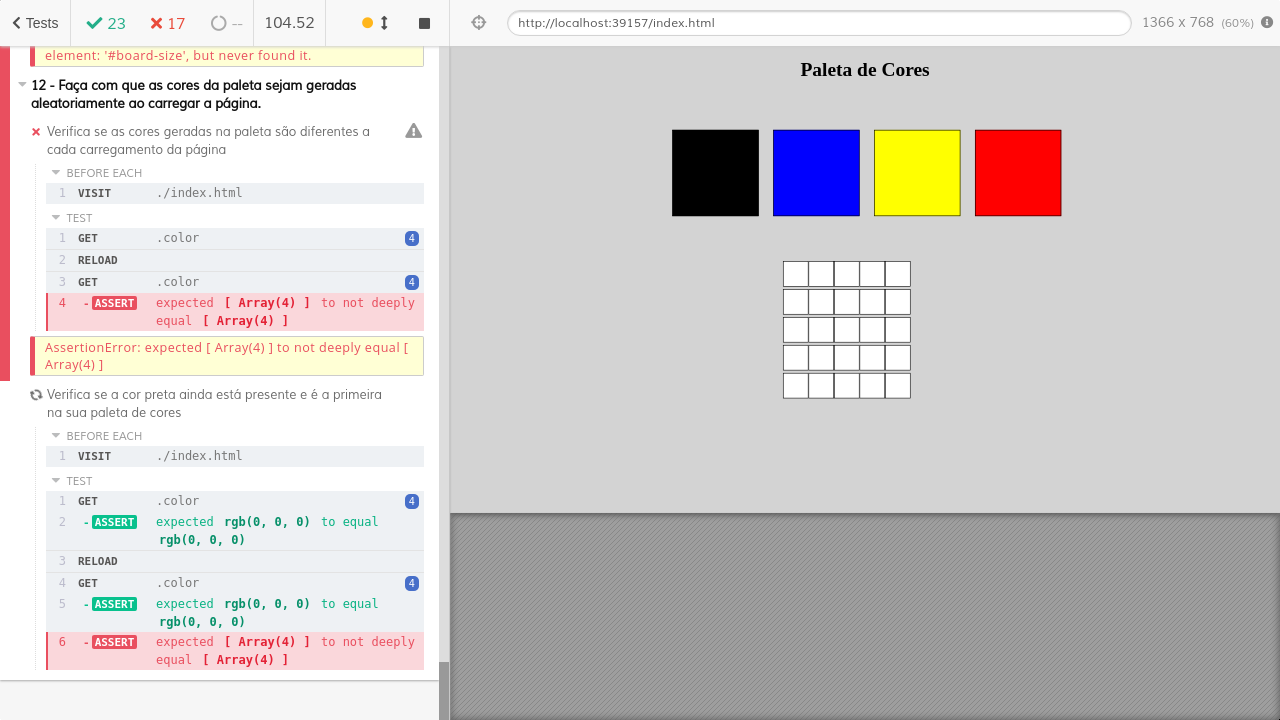 Tests
23
17
--
104.52
http://localhost:39157/index.html
1366 x 768 (60%)
element: '#board-size', but never found it.
12 - Faça com que as cores da paleta sejam geradas
aleatoriamente ao carregar a página.
Verifica se as cores geradas na paleta são diferentes a
cada carregamento da página
BEFORE EACH
1 VISIT ./index.html
TEST
1 GET .color 4
2 RELOAD
3 GET .color 4
4 -ASSERT expected [ Array(4) ] to not deeply
equal [ Array(4) ]
AssertionError: expected [ Array(4) ] to not deeply equal [
Array(4) ]
Verifica se a cor preta ainda está presente e é a primeira
na sua paleta de cores
BEFORE EACH
1 VISIT ./index.html
TEST
1 GET .color 4
2 -ASSERT expected rgb(0, 0, 0) to equal
rgb(0, 0, 0)
3 RELOAD
4 GET .color 4
5 -ASSERT expected rgb(0, 0, 0) to equal
rgb(0, 0, 0)
6 -ASSERT expected [ Array(4) ] to not deeply
equal [ Array(4) ]
Paleta de Cores